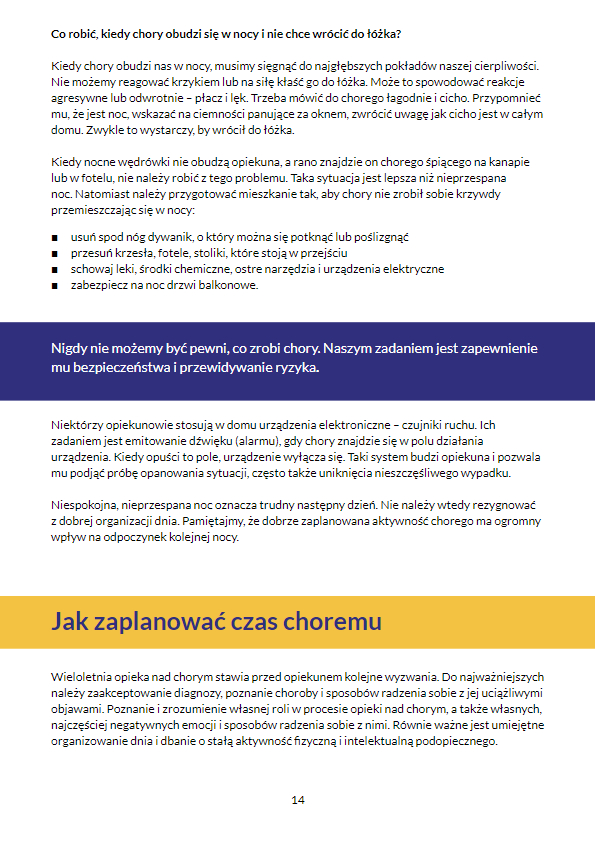 Co robić, kiedy chory obudzi się w nocy i nie chce wrócić do łóżka?
Kiedy chory obudzi nas w nocy, musimy sięgnąć do najgłębszych pokładów naszej cierpliwości.
Nie możemy reagować krzykiem lub na siłę kłaść go do łóżka. Może to spowodować reakcje
agresywne lub odwrotnie – płacz i lęk. Trzeba mówić do chorego łagodnie i cicho. Przypomnieć
mu, że jest noc, wskazać na ciemności panujące za oknem, zwrócić uwagę jak cicho jest w całym
domu. Zwykle to wystarczy, by wrócił do łóżka.
Kiedy nocne wędrówki nie obudzą opiekuna, a rano znajdzie on chorego śpiącego na kanapie
lub w fotelu, nie należy robić z tego problemu. Taka sytuacja jest lepsza niż nieprzespana
noc. Natomiast należy przygotować mieszkanie tak, aby chory nie zrobił sobie krzywdy
przemieszczając się w nocy:
■ usuń spod nóg dywanik, o który można się potknąć lub poślizgnąć
■ przesuń krzesła, fotele, stoliki, które stoją w przejściu
■ schowaj leki, środki chemiczne, ostre narzędzia i urządzenia elektryczne
■ zabezpiecz na noc drzwi balkonowe.
Nigdy nie możemy być pewni, co zrobi chory. Naszym zadaniem jest zapewnienie
mu bezpieczeństwa i przewidywanie ryzyka.
Niektórzy opiekunowie stosują w domu urządzenia elektroniczne – czujniki ruchu. Ich
zadaniem jest emitowanie dźwięku (alarmu), gdy chory znajdzie się w polu działania
urządzenia. Kiedy opuści to pole, urządzenie wyłącza się. Taki system budzi opiekuna i pozwala
mu podjąć próbę opanowania sytuacji, często także uniknięcia nieszczęśliwego wypadku.
Niespokojna, nieprzespana noc oznacza trudny następny dzień. Nie należy wtedy rezygnować
z dobrej organizacji dnia. Pamiętajmy, że dobrze zaplanowana aktywność chorego ma ogromny
wpływ na odpoczynek kolejnej nocy.
Jak zaplanować czas choremu
Wieloletnia opieka nad chorym stawia przed opiekunem kolejne wyzwania. Do najważniejszych
należy zaakceptowanie diagnozy, poznanie choroby i sposobów radzenia sobie z jej uciążliwymi
objawami. Poznanie i zrozumienie własnej roli w procesie opieki nad chorym, a także własnych,
najczęściej negatywnych emocji i sposobów radzenia sobie z nimi. Równie ważne jest umiejętne
organizowanie dnia i dbanie o stałą aktywność fizyczną i intelektualną podopiecznego.
14